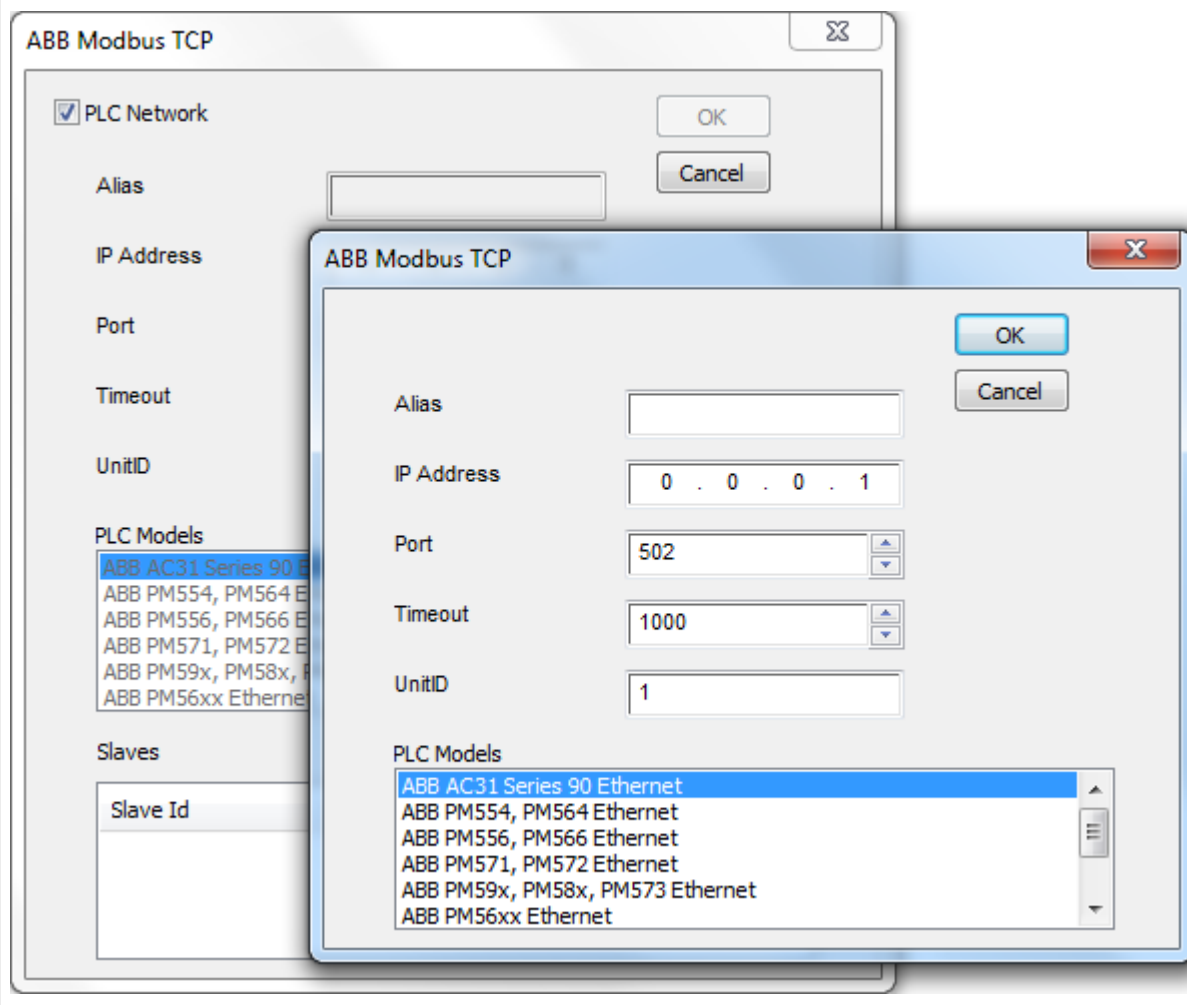 ABB Modbus TCP
PLC Network
OK
Cancel
Alias
IP Address
Port
Timeout
UnitID
PLC Models
ABB AC31 Series 90 E
ABB PM554, PM564 E
ABB PM556, PM566 E
ABB PM571, PM572 E
ABB PM59x, PM58x,
ABB PM56xx Etherne
Slaves
Slave Id
ABB Modbus TCP
OK
Cancel
Alias
IP Address 0 . 0 . 0 . 1
Port 502
Timeout 1000
UnitID 1
PLC Models
ABB AC31 Series 90 Ethernet
ABB PM554, PM564 Ethernet
ABB PM556, PM566 Ethernet
ABB PM571, PM572 Ethernet
ABB PM59x, PM58x, PM573 Ethernet
ABB PM56xx Ethernet